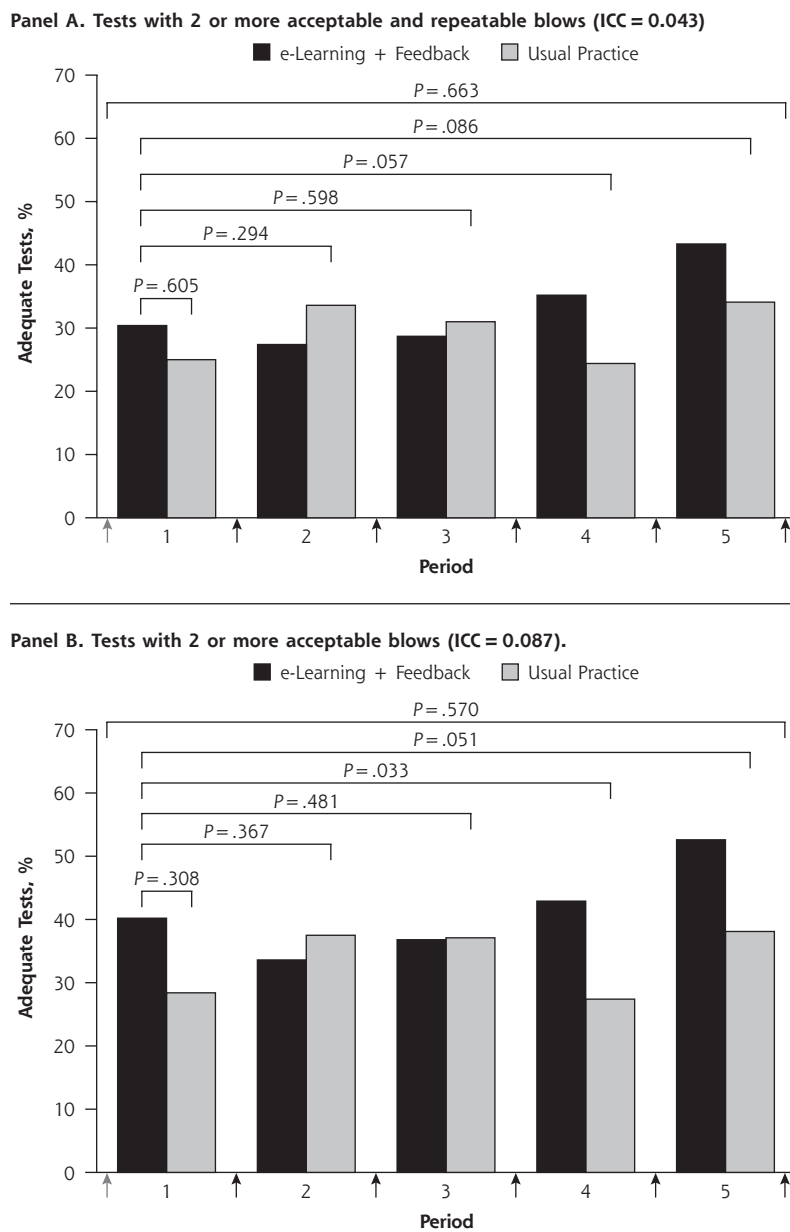 Panel A. Tests with 2 or more acceptable and repeatable blows (ICC = 0.043)
e-Learning + Feedback Usual Practice
70
60
50
40
30
20
10
0
Adequate Tests, %
P = .663
P = .086
P = .057
P = .598
P = .294
P = .605
1 2 3 4 5
Period
Panel B. Tests with 2 or more acceptable blows (ICC = 0.087).
e-Learning + Feedback Usual Practice
70
60
50
40
30
20
10
0
Adequate Tests, %
P = .570
P = .051
P = .033
P = .481
P = .367
P = .308
1 2 3 4 5
Period